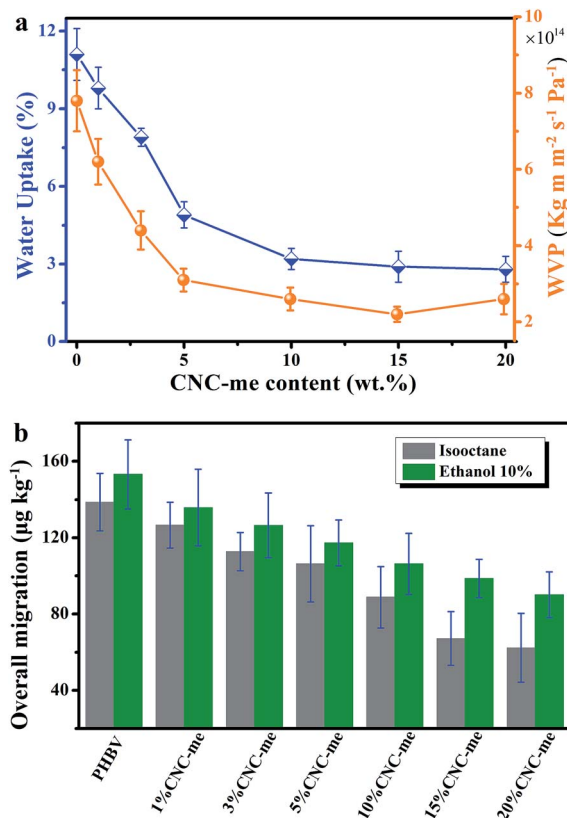 a
12
9
6
3
0
Water Uptake (%)
10
8
6
4
2
×10¹⁴
WVP (Kg m m⁻² s⁻¹ Pa⁻¹)
0 5 10 15 20
CNC-me content (wt.%)
b
160
120
80
40
Overall migration (µg kg⁻¹)
Isooctane
Ethanol 10%
PHBV
1%CNC-me
3%CNC-me
5%CNC-me
10%CNC-me
15%CNC-me
20%CNC-me